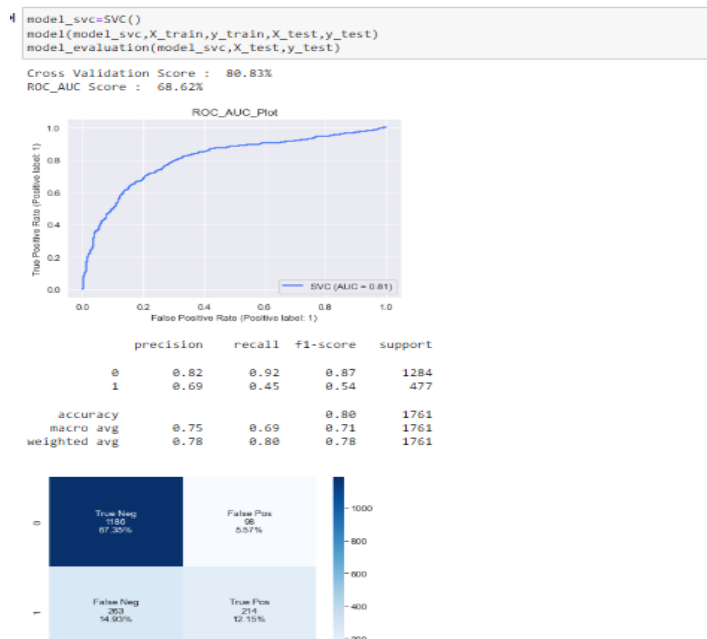 model_svc=SVC()
model(model_svc,X_train,y_train,X_test,y_test)
model_evaluation(model_svc,X_test,y_test)
Cross Validation Score :  80.83%
ROC_AUC Score :  68.62%
ROC_AUC_Plot
1.0
0.8
0.6
0.4
0.2
0.0
True Positive Rate (Positive label: 1)
SVC (AUC = 0.81)
0.0 0.2 0.4 0.6 0.8 1.0
False Positive Rate (Positive label: 1)
precision recall f1-score support
0 0.82 0.92 0.87 1284
1 0.69 0.45 0.54 477
accuracy 0.80 1761
macro avg 0.75 0.69 0.71 1761
weighted avg 0.78 0.80 0.78 1761
0
True Neg
1186
67.35%
False Pos
98
5.57%
1
False Neg
263
14.93%
True Pos
214
12.15%
1000
800
600
400
200